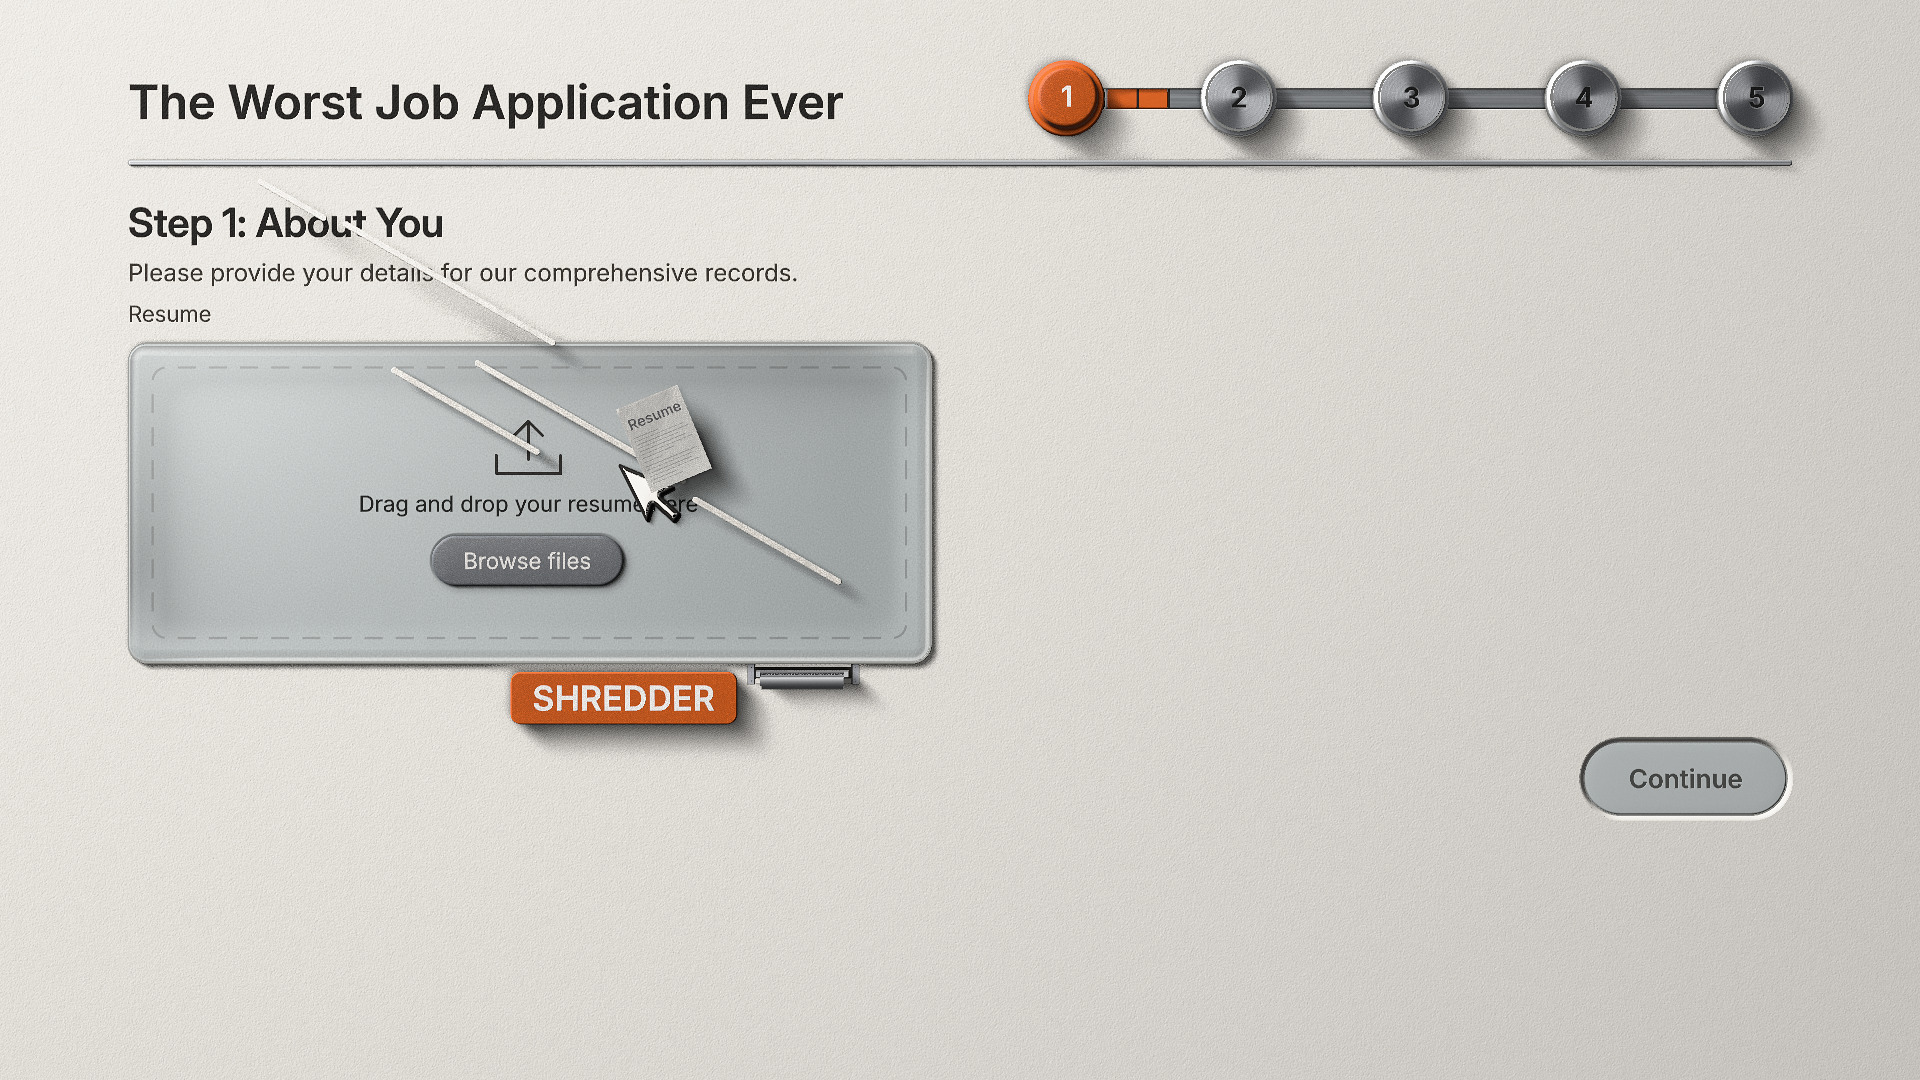 The Worst Job Application Ever
1
2
3
4
5
Step 1: About You
Please provide your details for our comprehensive records.
Resume
Resume
Drag and drop your resume here
Browse files
SHREDDER
Continue